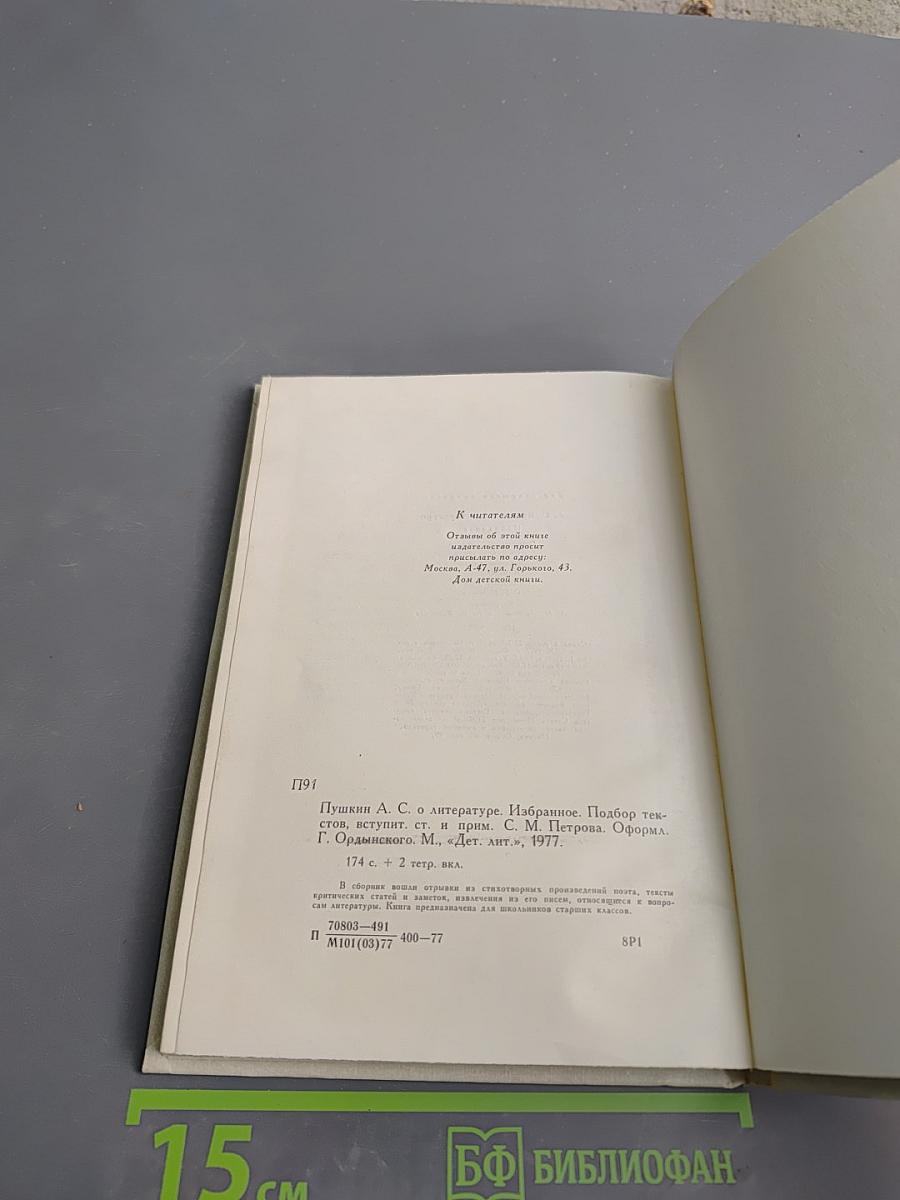 К читателям
Отзывы об этой книге
издательство просит
присылать по адресу:
Москва, А-47, ул. Горького, 43.
Дом детской книги.
П91
Пушкин А. С. о литературе. Избранное. Подбор тек-
стов, вступит. ст. и прим. С. М. Петрова. Оформл.
Г. Ордынского. М., «Дет. лит.», 1977.
174 с. + 2 тетр. вкл.
В сборник вошли отрывки из стихотворных произведений поэта, тексты
критических статей и заметок, извлечения из его писем, относящиеся к вопро-
сам литературы. Книга предназначена для школьников старших классов.
П 70803—491
М101(03)77 400—77
8Р1
15 см
БФ БИБЛИОФАН